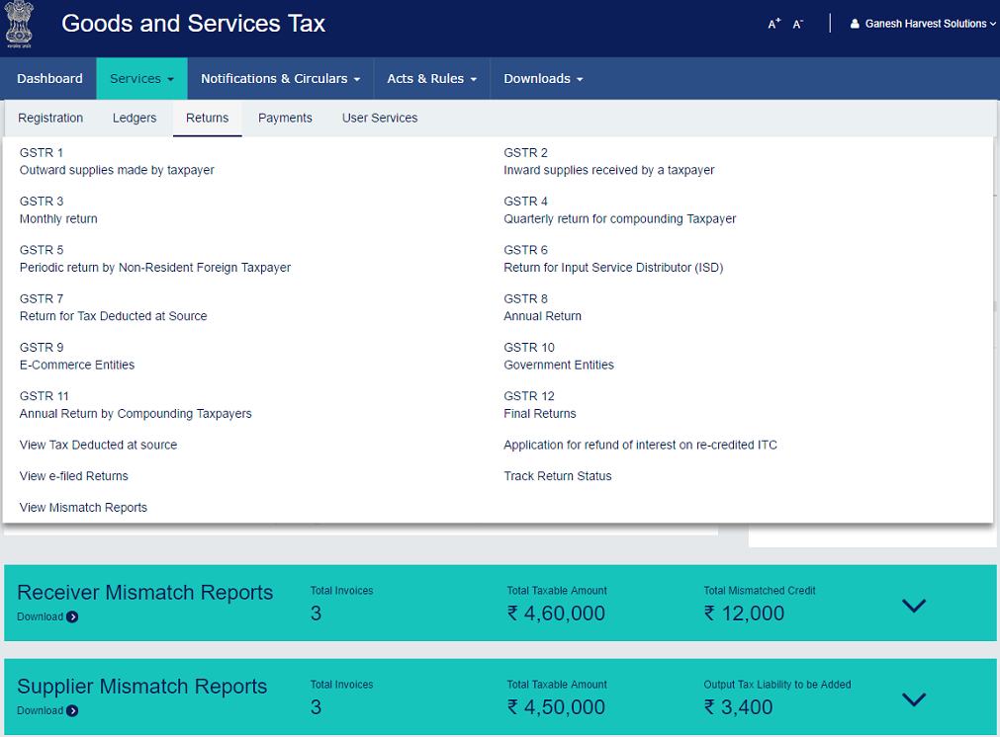 Goods and Services Tax
A+ A-
Ganesh Harvest Solutions
Dashboard
Services
Notifications & Circulars
Acts & Rules
Downloads
Registration
Ledgers
Returns
Payments
User Services
GSTR 1
Outward supplies made by taxpayer
GSTR 2
Inward supplies received by a taxpayer
GSTR 3
Monthly return
GSTR 4
Quarterly return for compounding Taxpayer
GSTR 5
Periodic return by Non-Resident Foreign Taxpayer
GSTR 6
Return for Input Service Distributor (ISD)
GSTR 7
Return for Tax Deducted at Source
GSTR 8
Annual Return
GSTR 9
E-Commerce Entities
GSTR 10
Government Entities
GSTR 11
Annual Return by Compounding Taxpayers
GSTR 12
Final Returns
View Tax Deducted at source
Application for refund of interest on re-credited ITC
View e-filed Returns
Track Return Status
View Mismatch Reports
Receiver Mismatch Reports
Download
Total Invoices
3
Total Taxable Amount
₹ 4,60,000
Total Mismatched Credit
₹ 12,000
Supplier Mismatch Reports
Download
Total Invoices
3
Total Taxable Amount
₹ 4,50,000
Output Tax Liability to be Added
₹ 3,400